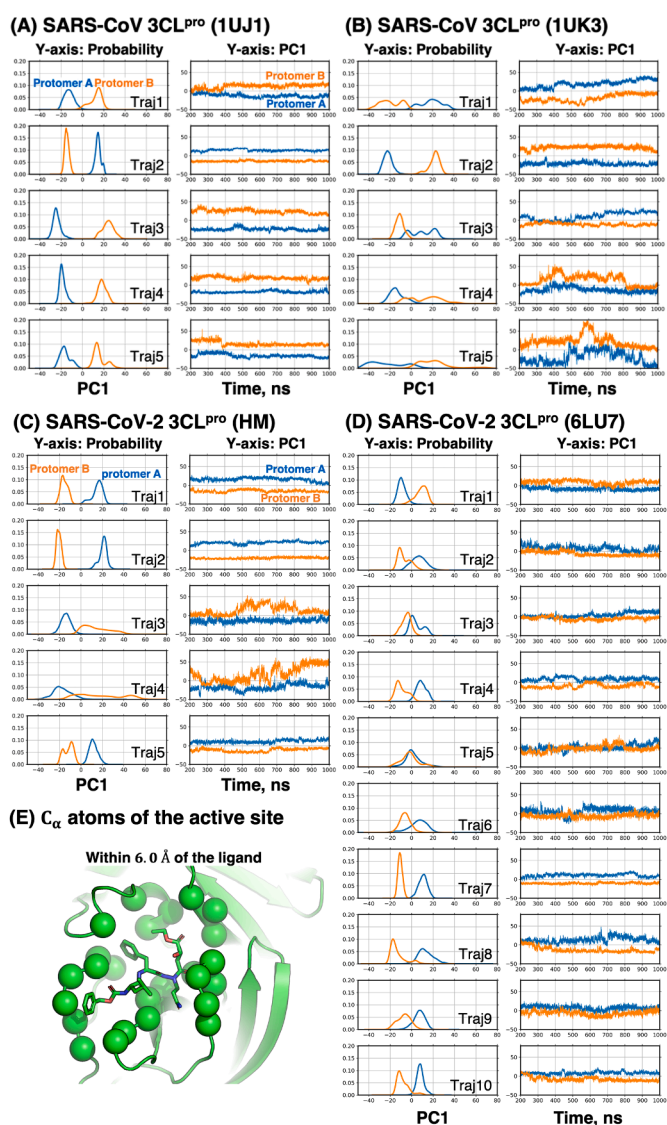 (A) SARS-CoV 3CLpro (1UJ1)
Y-axis: Probability
Y-axis: PC1
Protomer A
Protomer B
Traj1
Protomer B
Protomer A
Traj2
Traj3
Traj4
Traj5
PC1
Time, ns
(B) SARS-CoV 3CLpro (1UK3)
Y-axis: Probability
Y-axis: PC1
Traj1
Traj2
Traj3
Traj4
Traj5
PC1
Time, ns
(C) SARS-CoV-2 3CLpro (HM)
Y-axis: Probability
Y-axis: PC1
Protomer B
protomer A
Traj1
Protomer A
Protomer B
Traj2
Traj3
Traj4
Traj5
PC1
Time, ns
(D) SARS-CoV-2 3CLpro (6LU7)
Y-axis: Probability
Y-axis: PC1
Traj1
Traj2
Traj3
Traj4
Traj5
Traj6
Traj7
Traj8
Traj9
Traj10
PC1
Time, ns
(E) Cα atoms of the active site
Within 6.0 Å of the ligand